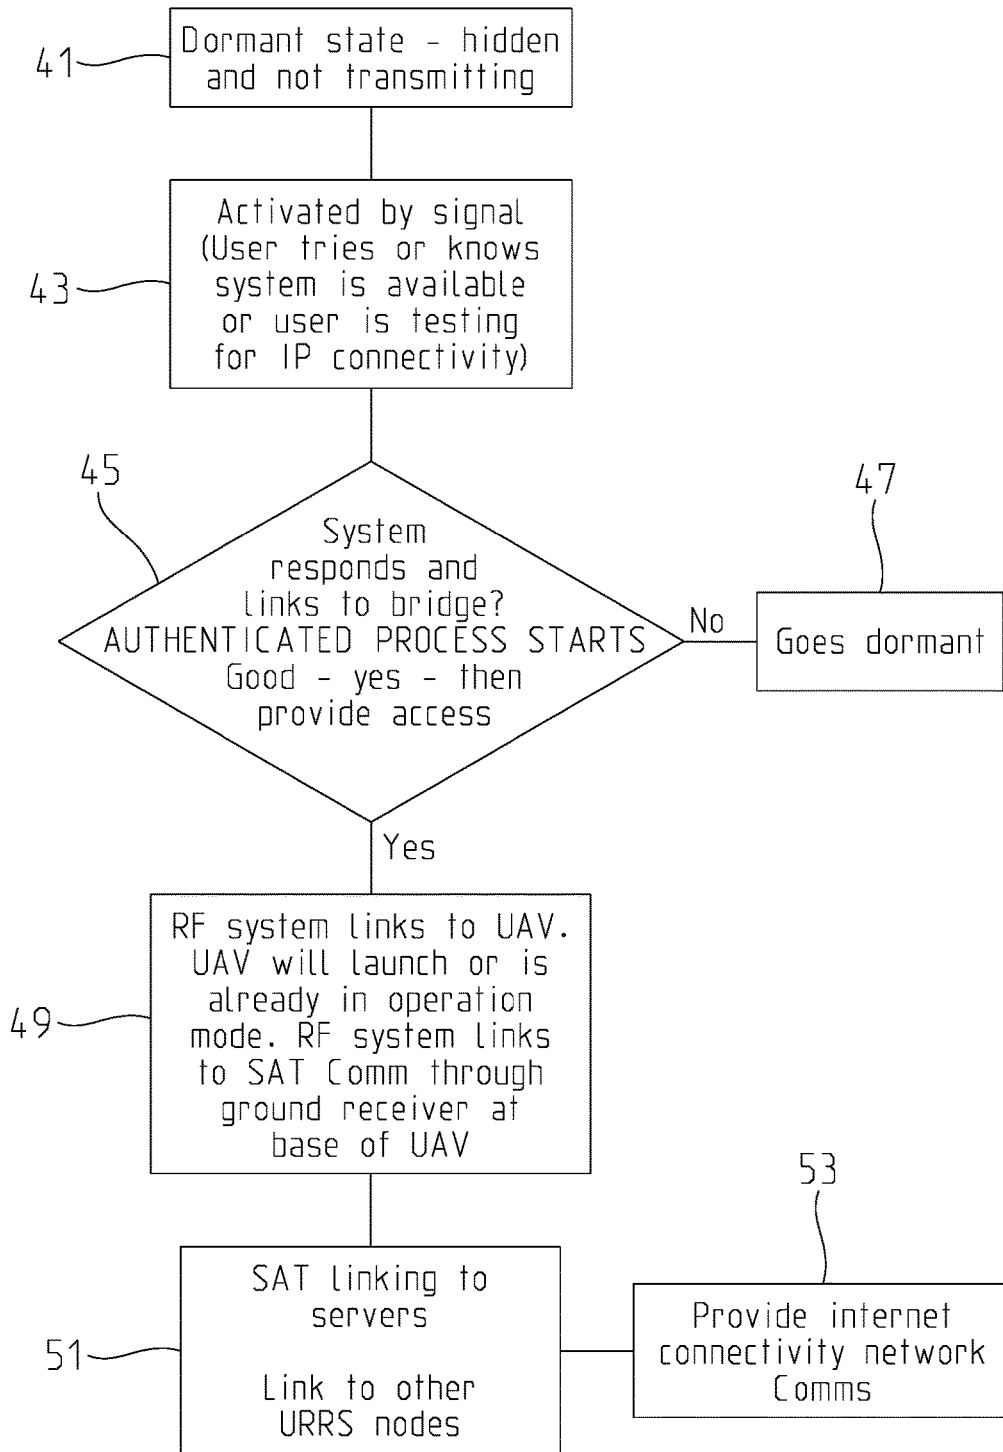 41
Dormant state - hidden
and not transmitting
43
Activated by signal
(User tries or knows
system is available
or user is testing
for IP connectivity)
45
System
responds and
links to bridge?
AUTHENTICATED PROCESS STARTS
Good - yes - then
provide access
No
47
Goes dormant
Yes
49
RF system links to UAV.
UAV will launch or is
already in operation
mode. RF system links
to SAT Comm through
ground receiver at
base of UAV
51
SAT linking to
servers
Link to other
URRS nodes
53
Provide internet
connectivity network
Comms